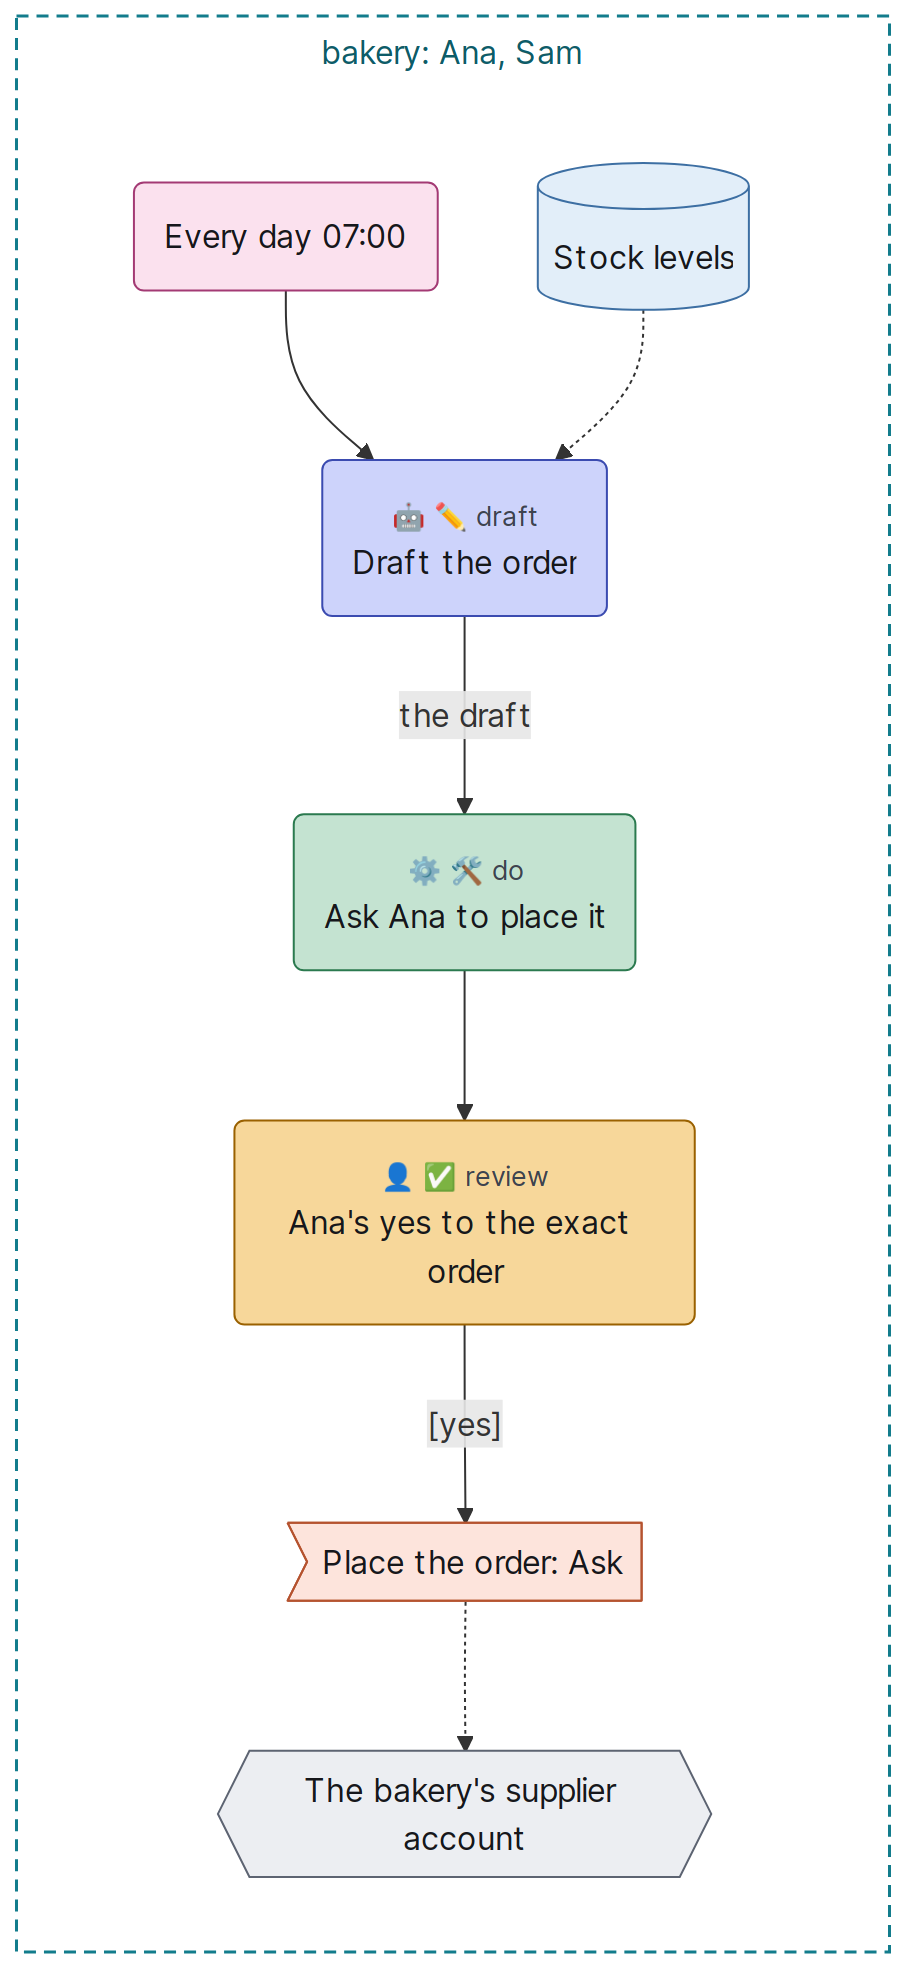 bakery: Ana, Sam
Every day 07:00
Stock levels
draft
Draft the order
the draft
do
Ask Ana to place it
review
Ana's yes to the exact
order
[yes]
Place the order: Ask
The bakery's supplier
account